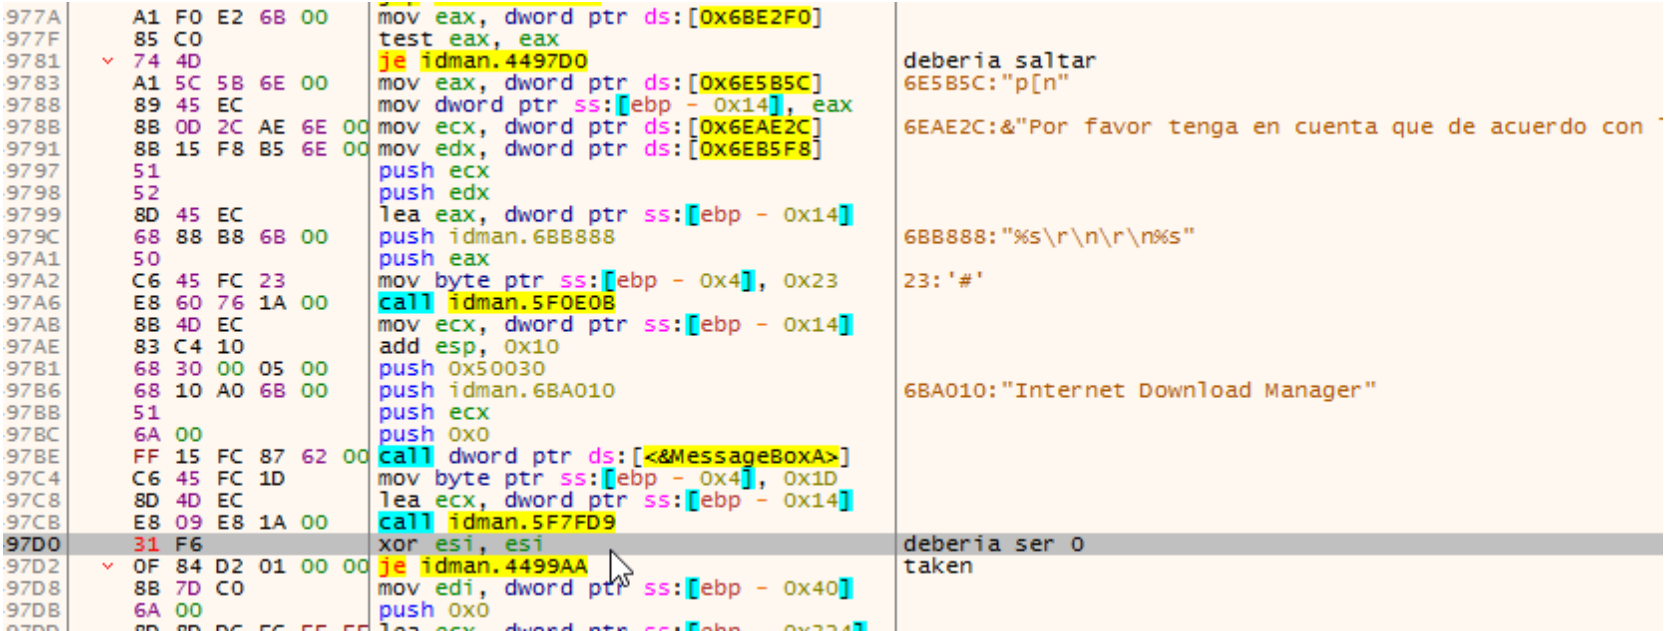 977A A1 F0 E2 6B 00 mov eax, dword ptr ds:[0x6BE2F0]
977F 85 C0 test eax, eax
9781 74 4D je idman.4497D0 deberia saltar
9783 A1 5C 5B 6E 00 mov eax, dword ptr ds:[0x6E5B5C] 6E5B5C:"p[n"
9788 89 45 EC mov dword ptr ss:[ebp - 0x14], eax
978B 8B 0D 2C AE 6E 00 mov ecx, dword ptr ds:[0x6EAE2C] 6EAE2C:&"Por favor tenga en cuenta que de acuerdo con
9791 8B 15 F8 B5 6E 00 mov edx, dword ptr ds:[0x6EB5F8]
9797 51 push ecx
9798 52 push edx
9799 8D 45 EC lea eax, dword ptr ss:[ebp - 0x14]
979C 68 88 B8 6B 00 push idman.6BB888 6BB888:"%s\r\n\r\n%s"
97A1 50 push eax
97A2 C6 45 FC 23 mov byte ptr ss:[ebp - 0x4], 0x23 23:'#'
97A6 E8 60 76 1A 00 call idman.5F0E0B
97AB 8B 4D EC mov ecx, dword ptr ss:[ebp - 0x14]
97AE 83 C4 10 add esp, 0x10
97B1 68 30 00 05 00 push 0x50030
97B6 68 10 A0 6B 00 push idman.6BA010 6BA010:"Internet Download Manager"
97BB 51 push ecx
97BC 6A 00 push 0x0
97BE FF 15 FC 87 62 00 call dword ptr ds:[<&MessageBoxA>]
97C4 C6 45 FC 1D mov byte ptr ss:[ebp - 0x4], 0x1D
97C8 8D 4D EC lea ecx, dword ptr ss:[ebp - 0x14]
97CB E8 09 E8 1A 00 call idman.5F7FD9
97D0 31 F6 xor esi, esi deberia ser 0
97D2 0F 84 D2 01 00 00 je idman.4499AA taken
97D8 8B 7D C0 mov edi, dword ptr ss:[ebp - 0x40]
97DB 6A 00 push 0x0